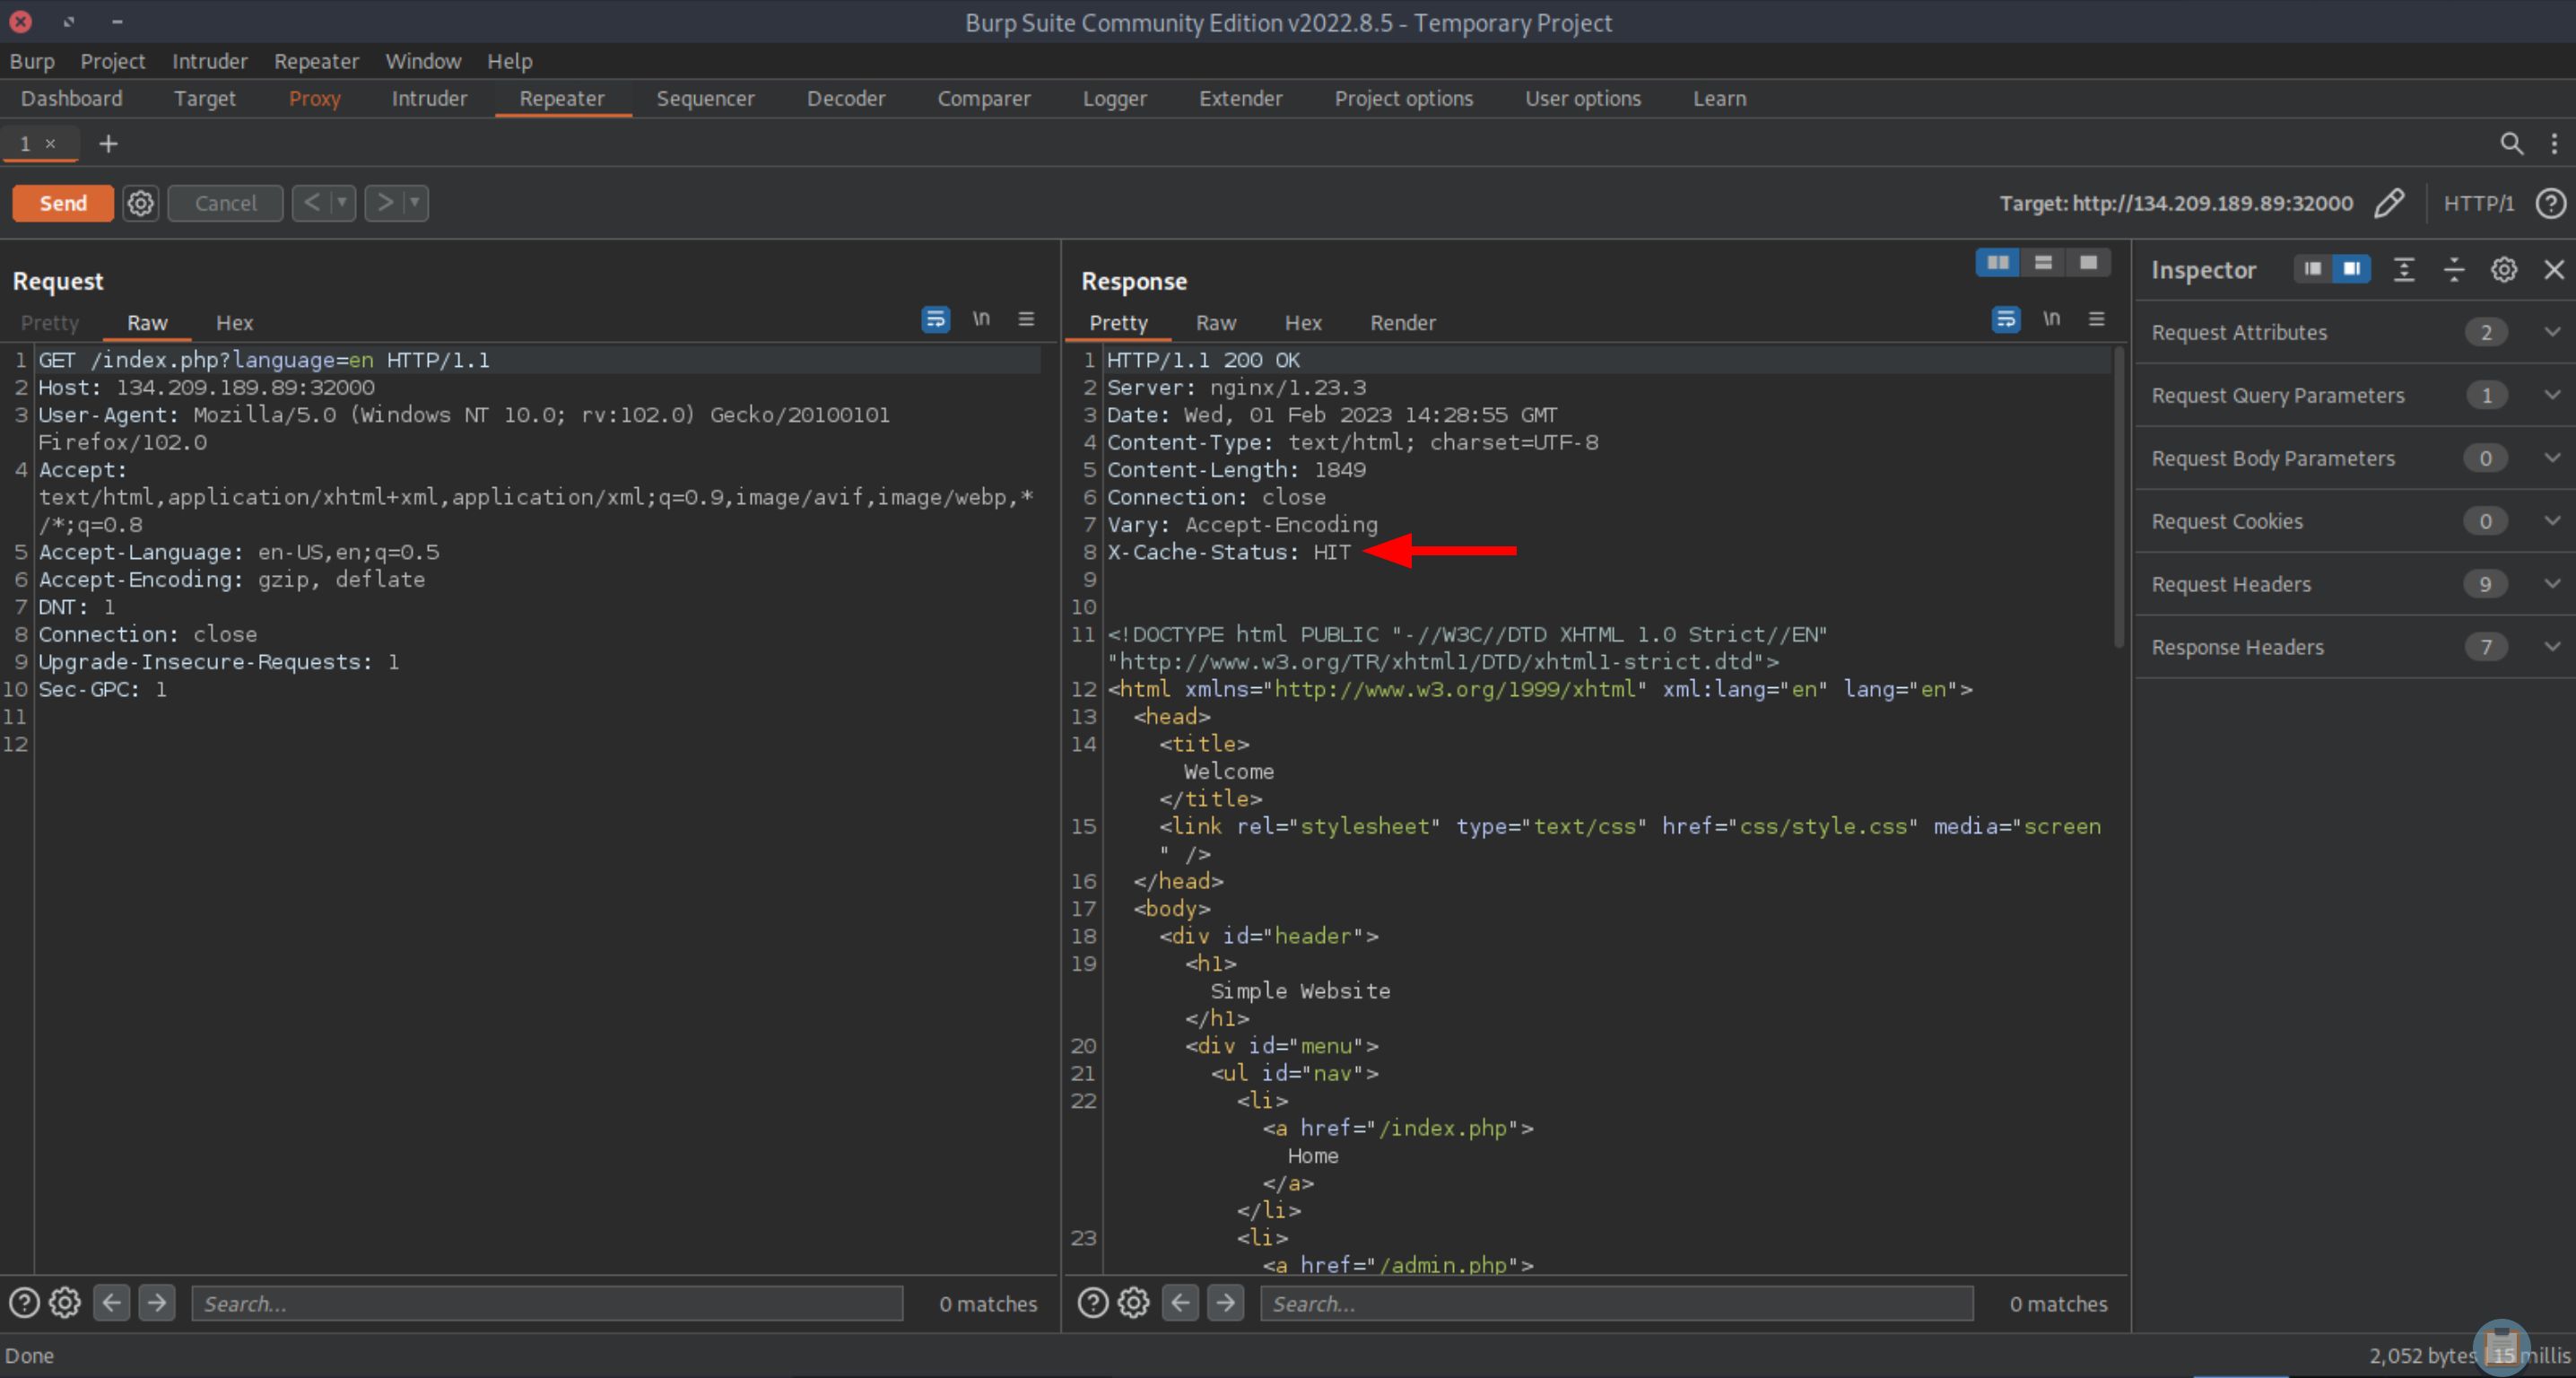 Burp Suite Community Edition v2022.8.5 - Temporary Project
Burp Project Intruder Repeater Window Help
Dashboard Target Proxy Intruder Repeater Sequencer Decoder Comparer Logger Extender Project options User options Learn
1 × +
Send Cancel < > Target: http://134.209.189.89:32000 HTTP/1 ?
Request
Pretty Raw Hex \n
1 GET /index.php?language=en HTTP/1.1
2 Host: 134.209.189.89:32000
3 User-Agent: Mozilla/5.0 (Windows NT 10.0; rv:102.0) Gecko/20100101
Firefox/102.0
4 Accept:
text/html,application/xhtml+xml,application/xml;q=0.9,image/avif,image/webp,*
/*;q=0.8
5 Accept-Language: en-US,en;q=0.5
6 Accept-Encoding: gzip, deflate
7 DNT: 1
8 Connection: close
9 Upgrade-Insecure-Requests: 1
10 Sec-GPC: 1
11
12
? Search... 0 matches
Response
Pretty Raw Hex Render \n
1 HTTP/1.1 200 OK
2 Server: nginx/1.23.3
3 Date: Wed, 01 Feb 2023 14:28:55 GMT
4 Content-Type: text/html; charset=UTF-8
5 Content-Length: 1849
6 Connection: close
7 Vary: Accept-Encoding
8 X-Cache-Status: HIT
9
10
11 <!DOCTYPE html PUBLIC "-//W3C//DTD XHTML 1.0 Strict//EN"
"http://www.w3.org/TR/xhtml1/DTD/xhtml1-strict.dtd">
12 <html xmlns="http://www.w3.org/1999/xhtml" xml:lang="en" lang="en">
13 <head>
14 <title>
Welcome
</title>
15 <link rel="stylesheet" type="text/css" href="css/style.css" media="screen
" />
16 </head>
17 <body>
18 <div id="header">
19 <h1>
Simple Website
</h1>
20 <div id="menu">
21 <ul id="nav">
22 <li>
<a href="/index.php">
Home
</a>
</li>
23 <li>
<a href="/admin.php">
? Search... 0 matches
Inspector
Request Attributes 2
Request Query Parameters 1
Request Body Parameters 0
Request Cookies 0
Request Headers 9
Response Headers 7
Done
2,052 bytes | 15 millis